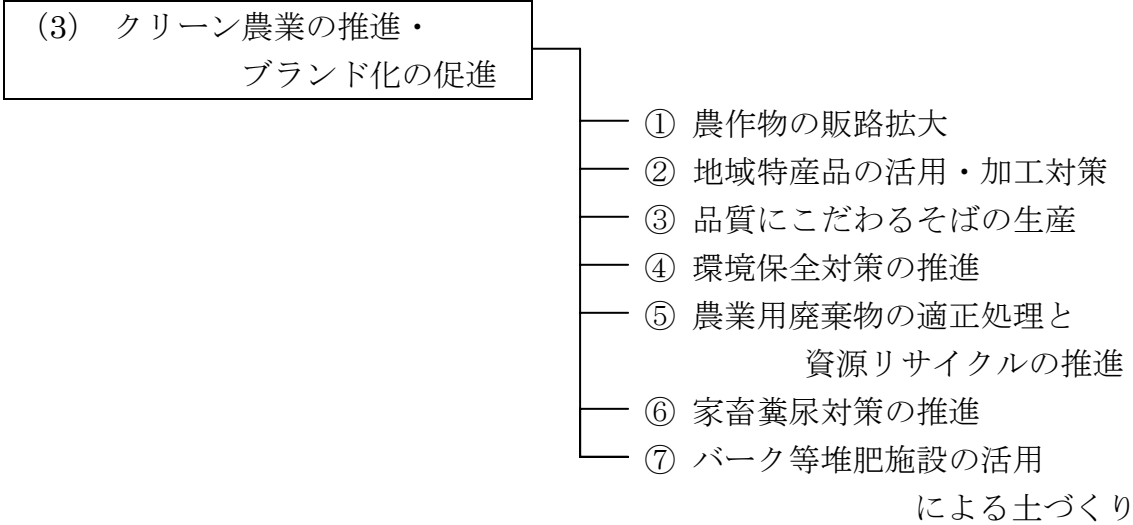 (3) クリーン農業の推進・
ブランド化の促進
① 農作物の販路拡大
② 地域特産品の活用・加工対策
③ 品質にこだわるそばの生産
④ 環境保全対策の推進
⑤ 農業用廃棄物の適正処理と
資源リサイクルの推進
⑥ 家畜糞尿対策の推進
⑦ バーク等堆肥施設の活用
による土づくり